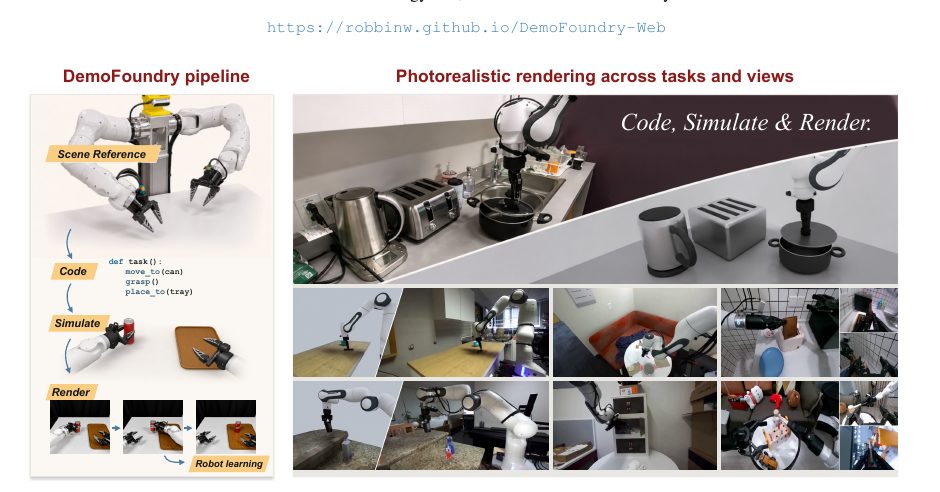 https://robbinw.github.io/DemoFoundry-Web
DemoFoundry pipeline
Photorealistic rendering across tasks and views
Scene Reference
Code
def task():
move_to(can)
grasp()
place_to(tray)
Simulate
Render
Robot learning
Code, Simulate & Render.